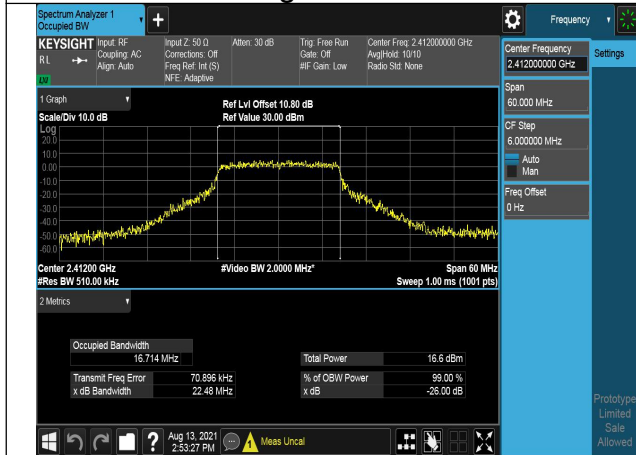 Spectrum Analyzer 1
Occupied BW
+
Frequency
KEYSIGHT
RL
Input: RF
Coupling: AC
Align: Auto
Input Z: 50 Ω
Corrections: Off
Freq Ref: Int (S)
NFE: Adaptive
Atten: 30 dB
Trig: Free Run
Gate: Off
#IF Gain: Low
Center Freq: 2.412000000 GHz
Avg|Hold: 10/10
Radio Std: None
Center Frequency
2.412000000 GHz
Settings
Span
60.000 MHz
CF Step
6.000000 MHz
Auto
Man
Freq Offset
0 Hz
1 Graph
Scale/Div 10.0 dB
Ref Lvl Offset 10.80 dB
Ref Value 30.00 dBm
Log
20.0
10.0
0.00
-10.0
-20.0
-30.0
-40.0
-50.0
-60.0
Center 2.41200 GHz
#Res BW 510.00 kHz
#Video BW 2.0000 MHz*
Span 60 MHz
Sweep 1.00 ms (1001 pts)
2 Metrics
Occupied Bandwidth
16.714 MHz
Total Power 16.6 dBm
Transmit Freq Error 70.896 kHz
% of OBW Power 99.00 %
x dB Bandwidth 22.48 MHz
x dB -26.00 dB
Prototype
Limited
Sale
Allowed
?
Aug 13, 2021
2:53:27 PM
Meas Uncal